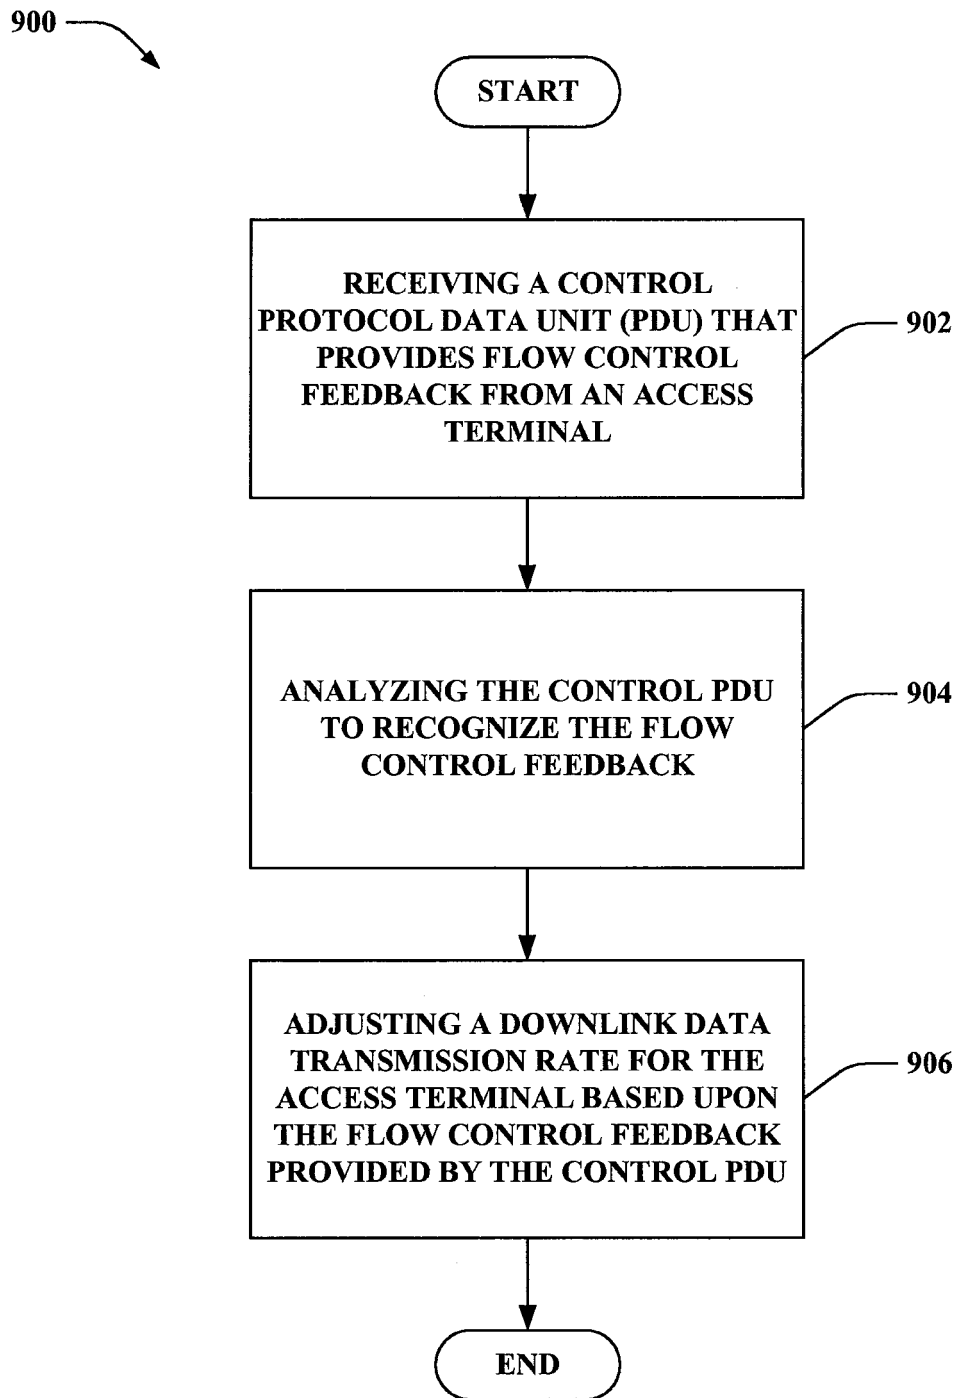 900
START
RECEIVING A CONTROL
PROTOCOL DATA UNIT (PDU) THAT
PROVIDES FLOW CONTROL
FEEDBACK FROM AN ACCESS
TERMINAL
902
ANALYZING THE CONTROL PDU
TO RECOGNIZE THE FLOW
CONTROL FEEDBACK
904
ADJUSTING A DOWNLINK DATA
TRANSMISSION RATE FOR THE
ACCESS TERMINAL BASED UPON
THE FLOW CONTROL FEEDBACK
PROVIDED BY THE CONTROL PDU
906
END